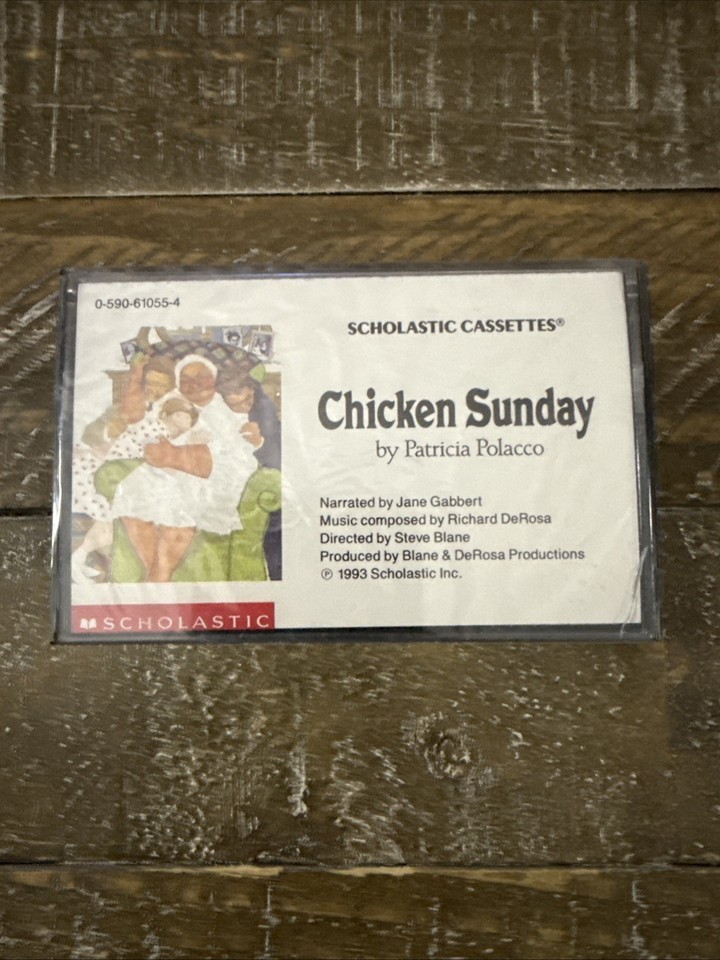 0-590-61055-4
SCHOLASTIC CASSETTES®
Chicken Sunday
by Patricia Polacco
Narrated by Jane Gabbert
Music composed by Richard DeRosa
Directed by Steve Blane
Produced by Blane & DeRosa Productions
℗ 1993 Scholastic Inc.
SCHOLASTIC